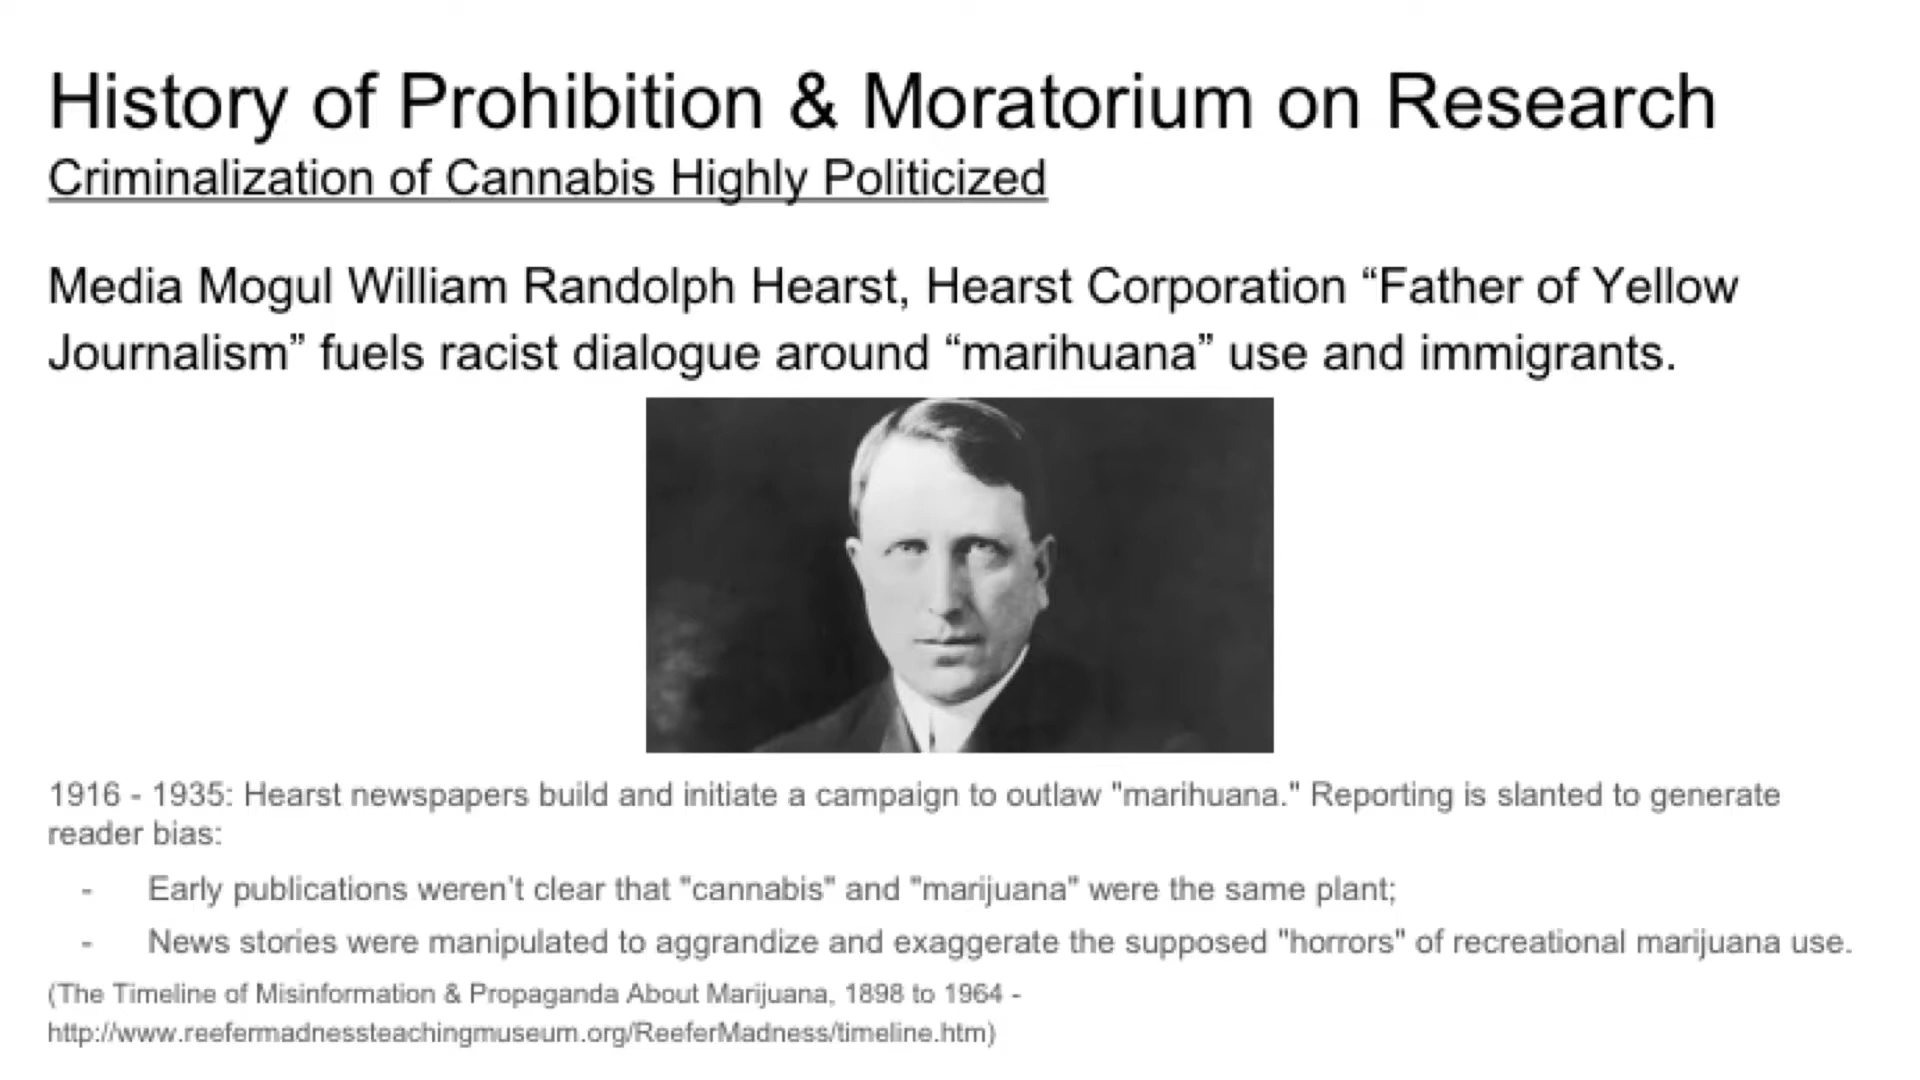 History of Prohibition & Moratorium on Research
Criminalization of Cannabis Highly Politicized
Media Mogul William Randolph Hearst, Hearst Corporation “Father of Yellow
Journalism” fuels racist dialogue around “marihuana” use and immigrants.
1916 - 1935: Hearst newspapers build and initiate a campaign to outlaw "marihuana." Reporting is slanted to generate
reader bias:
- Early publications weren't clear that "cannabis" and "marijuana" were the same plant;
- News stories were manipulated to aggrandize and exaggerate the supposed "horrors" of recreational marijuana use.
(The Timeline of Misinformation & Propaganda About Marijuana, 1898 to 1964 -
http://www.reefermadnessteachingmuseum.org/ReeferMadness/timeline.htm)